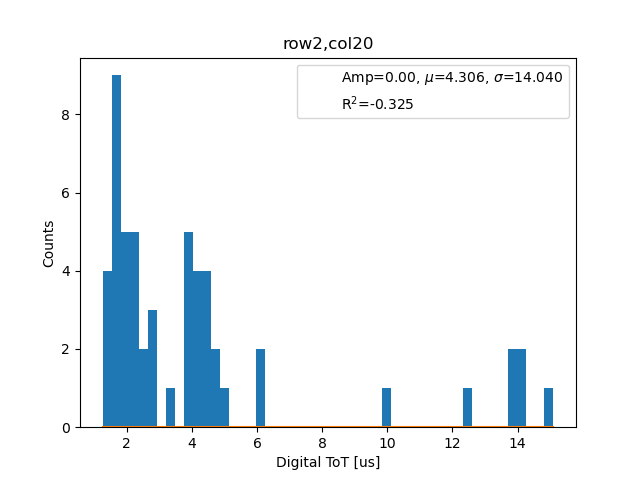 row2,col20
Amp=0.00, μ=4.306, σ=14.040
R²=-0.325
Counts
8
6
4
2
0
2 4 6 8 10 12 14
Digital ToT [us]